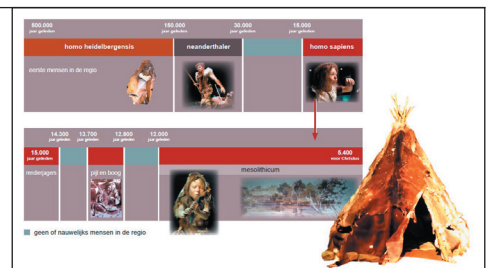 600.000 150.000 30.000 15.000
jaar geleden jaar geleden jaar geleden jaar geleden
homo heidelbergensis neanderthaler homo sapiens
eerste mensen in de regio
14.300 13.700 12.800 12.000
jaar geleden jaar geleden jaar geleden jaar geleden
15.000 5.400
jaar geleden voor Christus
rendierjagers pijl en boog mesolithicum
geen of nauwelijks mensen in de regio